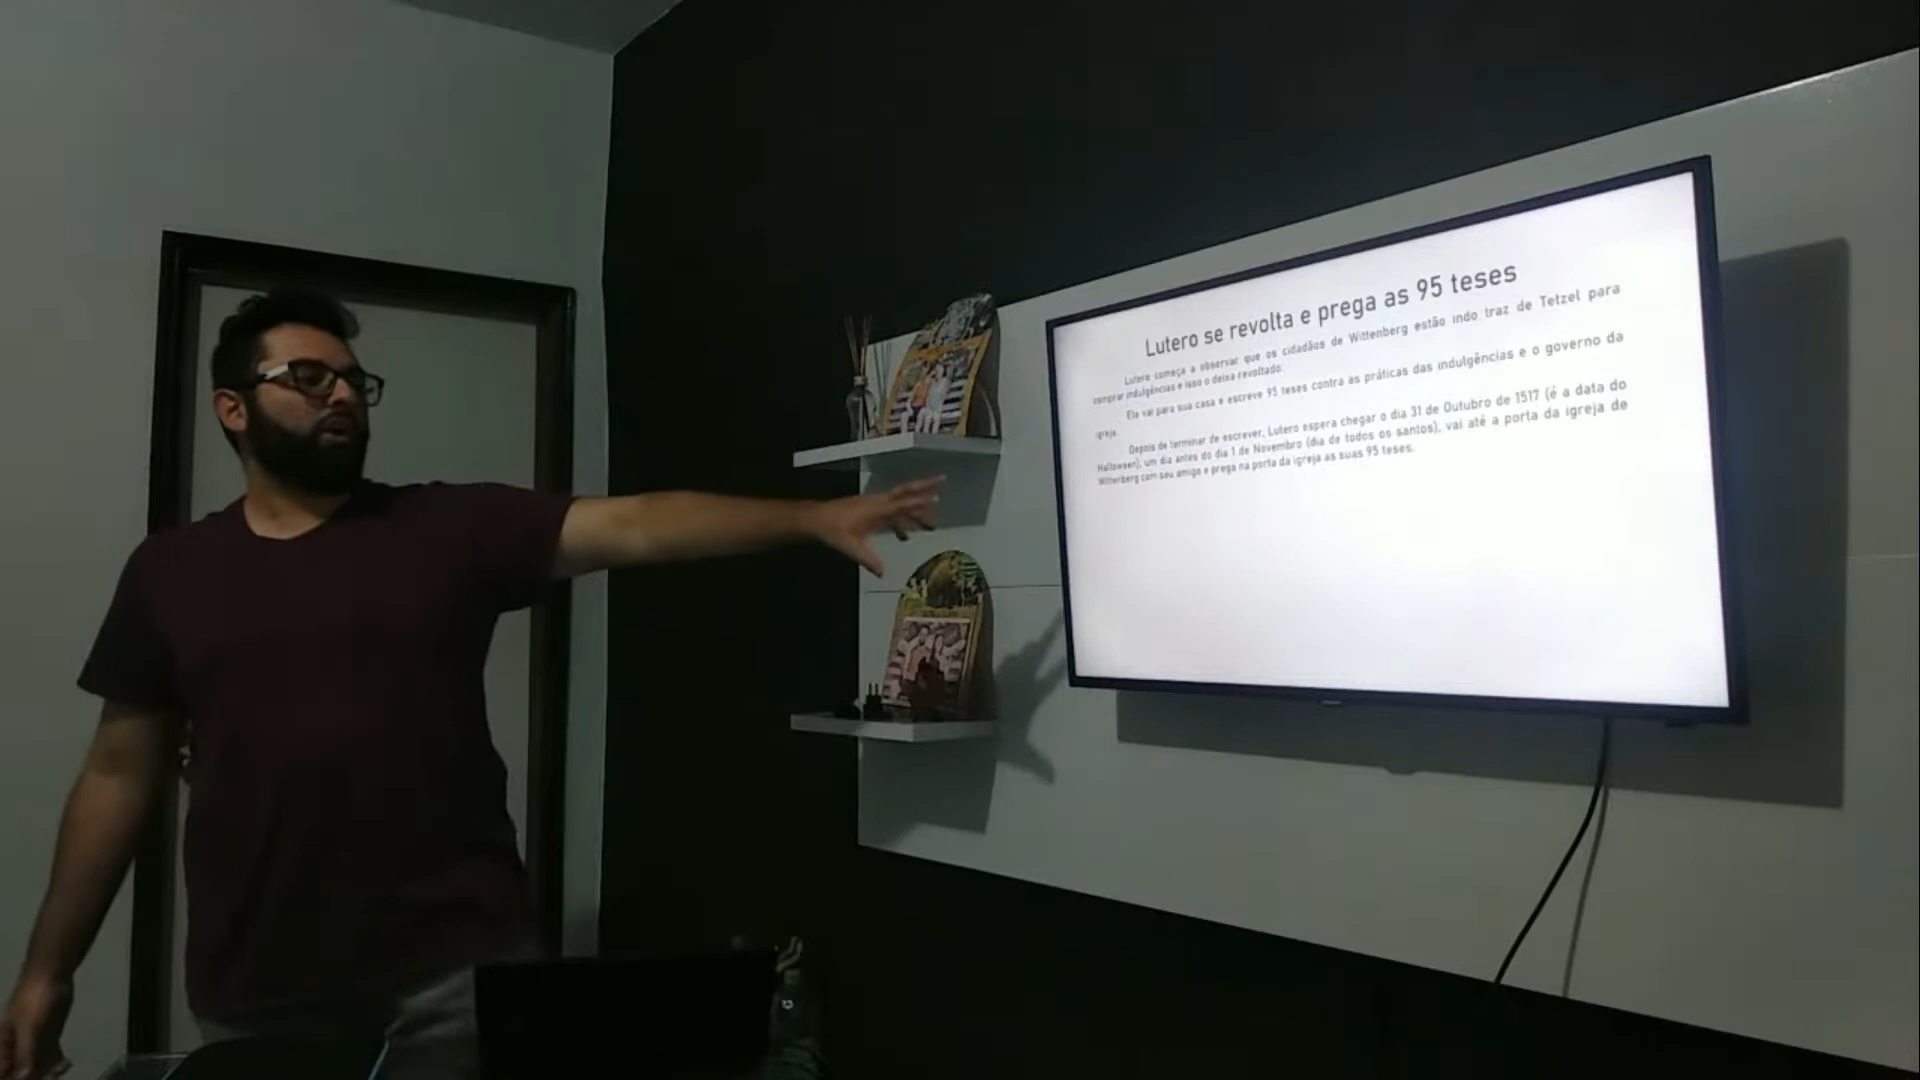 Lutero se revolta e prega as 95 teses
Lutero começa a observar que os cidadãos de Wittenberg estão indo traz de Tetzel para
comprar indulgências e isso o deixa revoltado.
Ele vai para sua casa e escreve 95 teses contra as práticas das indulgências e o governo da
igreja.
Depois de terminar de escrever, Lutero espera chegar o dia 31 de Outubro de 1517 (é a data do
Halloween), um dia antes do dia 1 de Novembro (dia de todos os santos), vai até a porta da igreja de
Wittenberg com seu amigo e prega na porta da igreja as suas 95 teses.